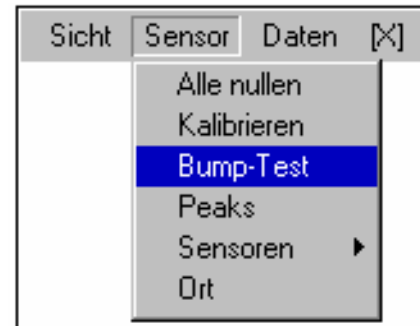 Sicht Sensor Daten [X]
Alle nullen
Kalibrieren
Bump-Test
Peaks
Sensoren
Ort